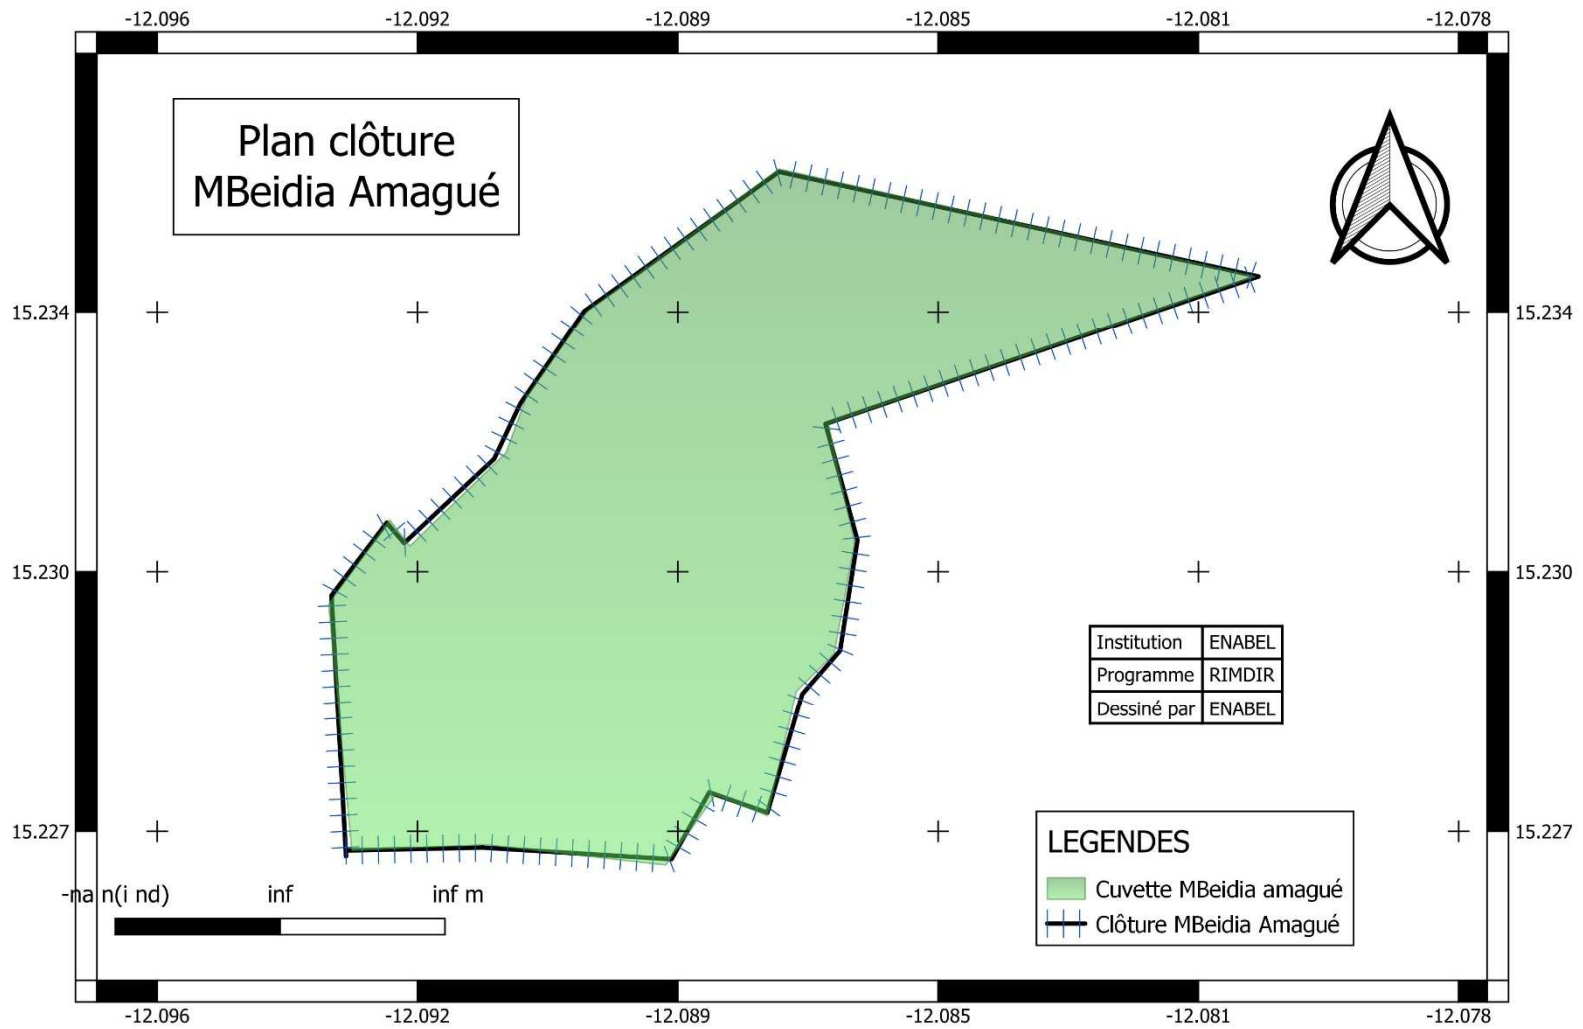 -12.096 -12.092 -12.089 -12.085 -12.081 -12.078
Plan clôture
MBeidia Amagué
15.234 15.234
15.230 15.230
Institution ENABEL
Programme RIMDIR
Dessiné par ENABEL
15.227 15.227
LEGENDES
Cuvette MBeidia amagué
Clôture MBeidia Amagué
-na n(i nd) inf inf m
-12.096 -12.092 -12.089 -12.085 -12.081 -12.078